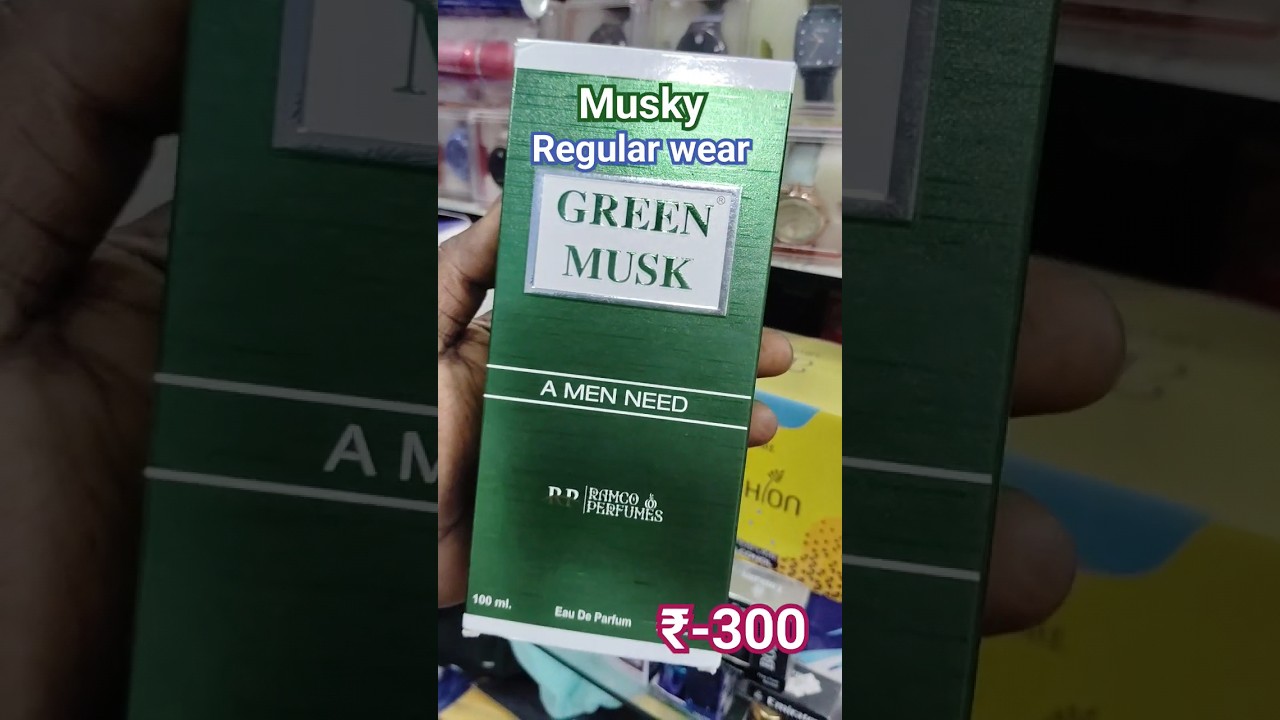 Musky
Regular wear
GREEN®
MUSK
A MEN NEED
RP RAMCO
PERFUMES
100 ml.
Eau De Parfum
₹-300